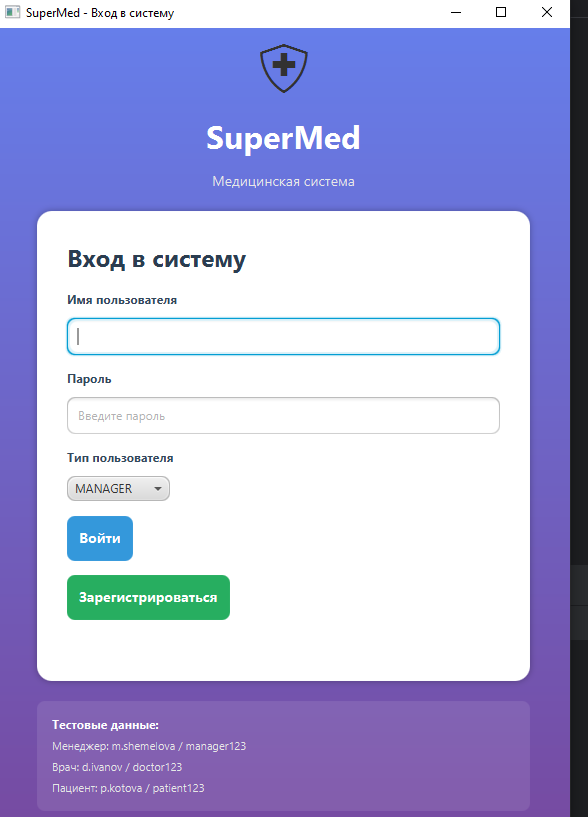 SuperMed - Вход в систему
SuperMed
Медицинская система
Вход в систему
Имя пользователя
Пароль
Введите пароль
Тип пользователя
MANAGER
Войти
Зарегистрироваться
Тестовые данные:
Менеджер: m.shemelova / manager123
Врач: d.ivanov / doctor123
Пациент: p.kotova / patient123